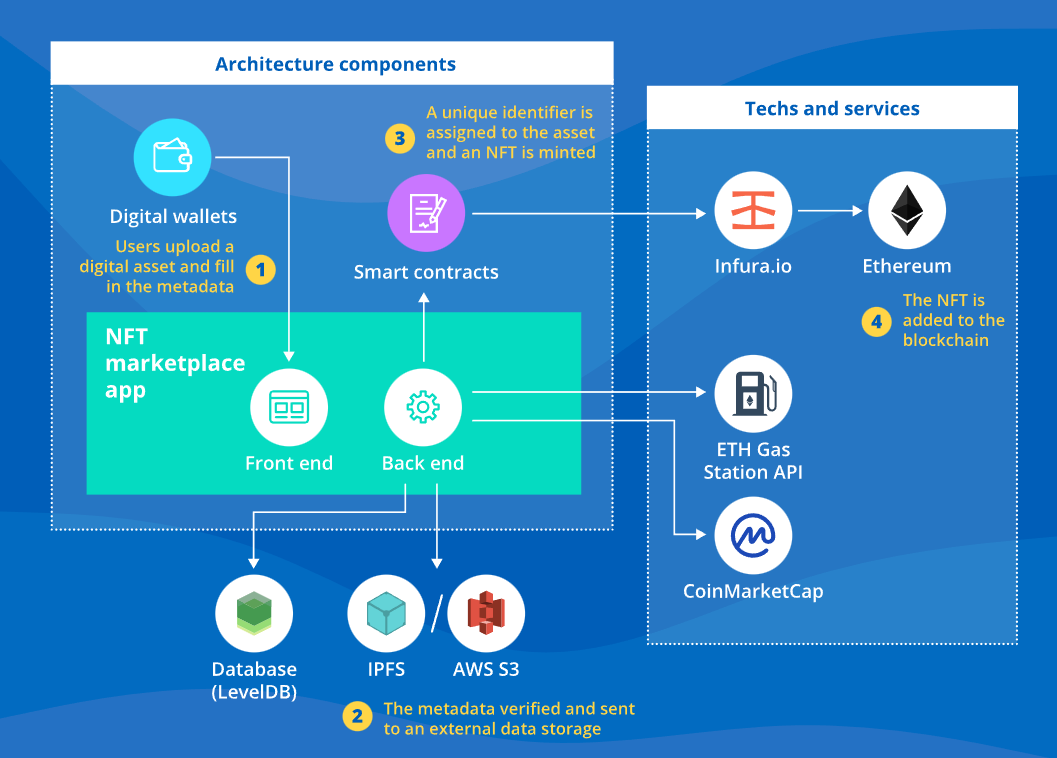 Architecture components
3
A unique identifier is
assigned to the asset
and an NFT is minted
Digital wallets
Users upload a
digital asset and fill
in the metadata
1
Smart contracts
NFT
marketplace
app
Front end
Back end
Database
(LevelDB)
IPFS
/
AWS S3
2
The metadata verified and sent
to an external data storage
Techs and services
Infura.io
Ethereum
4
The NFT is
added to the
blockchain
ETH Gas
Station API
CoinMarketCap